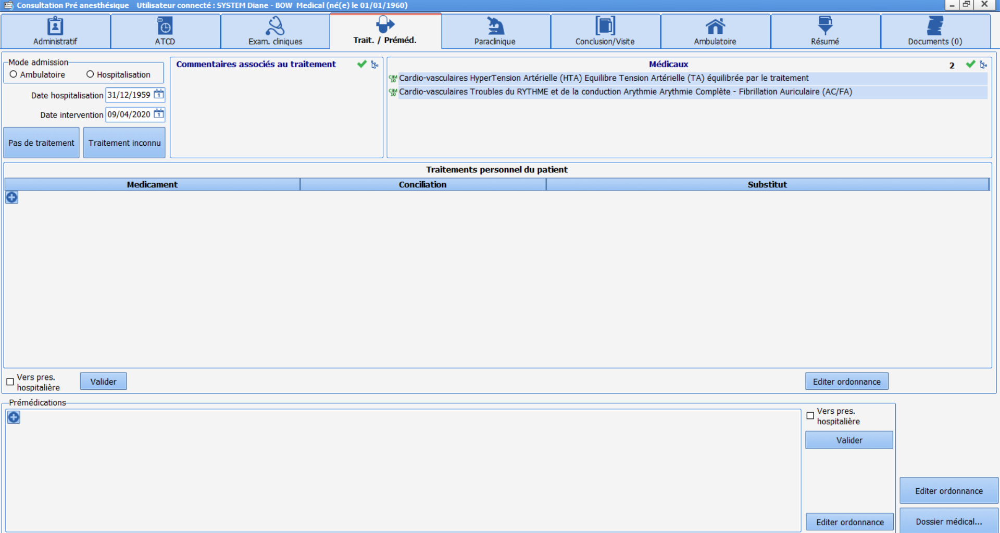 Consultation Pré anesthésique Utilisateur connecté : SYSTEM Diane - BOW Medical (né(e) le 01/01/1960)
Administratif
ATCD
Exam. cliniques
Trait. / Préméd.
Paraclinique
Conclusion/Visite
Ambulatoire
Résumé
Documents (0)
Mode admission
Ambulatoire
Hospitalisation
Date hospitalisation 31/12/1959
Date intervention 09/04/2020
Pas de traitement
Traitement inconnu
Commentaires associés au traitement
Médicaux
2
CIM 10 Cardio-vasculaires HyperTension Artérielle (HTA) Equilibre Tension Artérielle (TA) équilibrée par le traitement
CIM 10 Cardio-vasculaires Troubles du RYTHME et de la conduction Arythmie Arythmie Complète - Fibrillation Auriculaire (AC/FA)
Traitements personnel du patient
Medicament
Conciliation
Substitut
Vers pres.
hospitalière
Valider
Editer ordonnance
Prémédications
Vers pres.
hospitalière
Valider
Editer ordonnance
Editer ordonnance
Dossier médical...